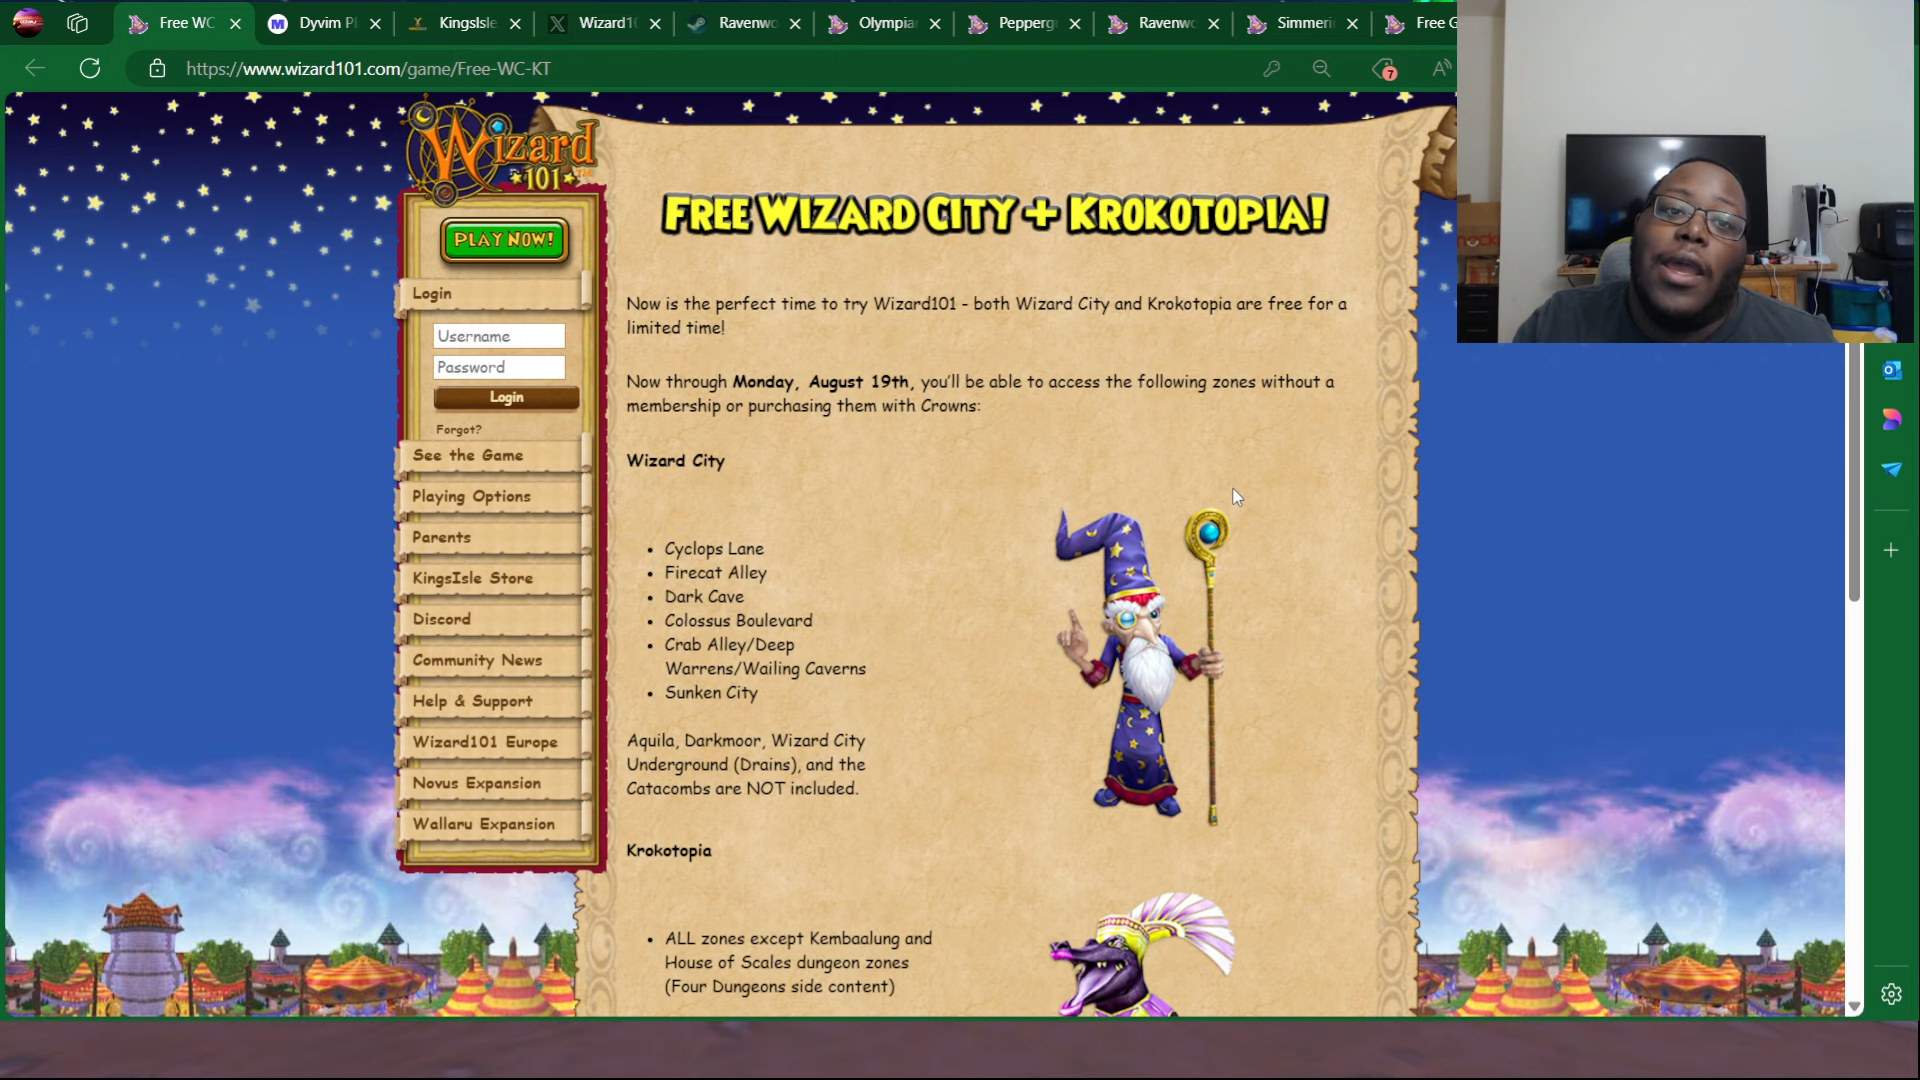 Free WC
Dyvim Pl
KingsIsle
Wizard10
Ravenwo
Olympian
Pepperg
Ravenwo
Simmeri
Free G
https://www.wizard101.com/game/Free-WC-KT
7
Wizard
101
PLAY NOW!
Login
Username
Password
Login
Forgot?
See the Game
Playing Options
Parents
KingsIsle Store
Discord
Community News
Help & Support
Wizard101 Europe
Novus Expansion
Wallaru Expansion
FREE WIZARD CITY + KROKOTOPIA!
Now is the perfect time to try Wizard101 - both Wizard City and Krokotopia are free for a
limited time!
Now through Monday, August 19th, you'll be able to access the following zones without a
membership or purchasing them with Crowns:
Wizard City
• Cyclops Lane
• Firecat Alley
• Dark Cave
• Colossus Boulevard
• Crab Alley/Deep
Warrens/Wailing Caverns
• Sunken City
Aquila, Darkmoor, Wizard City
Underground (Drains), and the
Catacombs are NOT included.
Krokotopia
• ALL zones except Kembaalung and
House of Scales dungeon zones
(Four Dungeons side content)